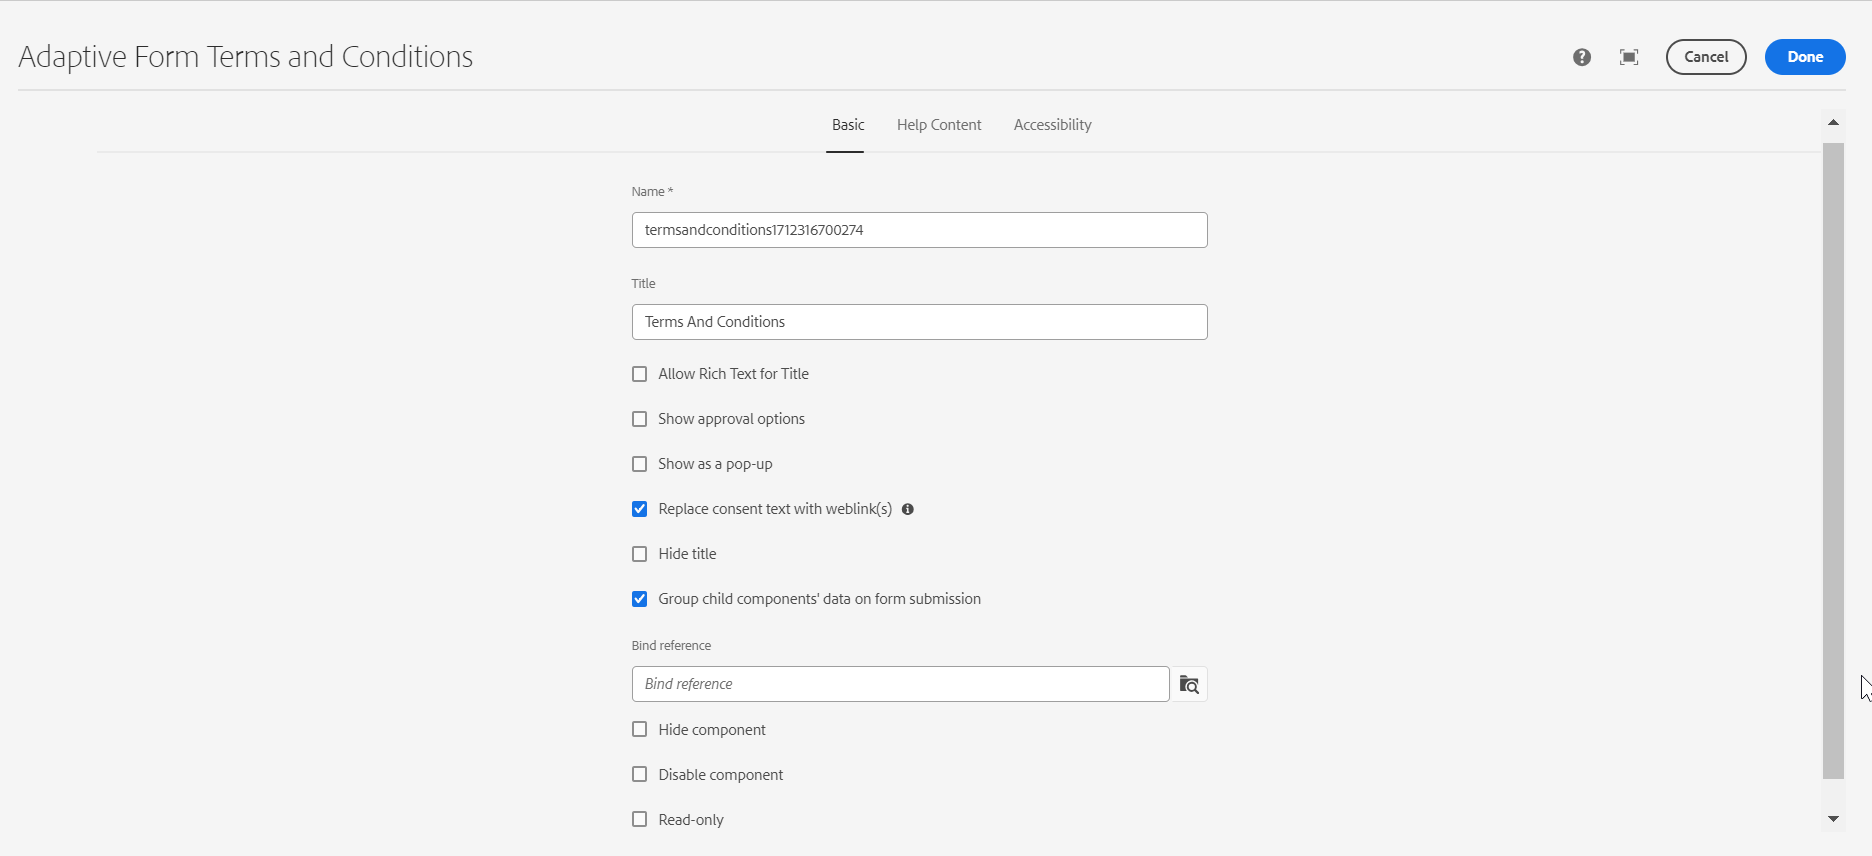 Adaptive Form Terms and Conditions
Cancel
Done
Basic
Help Content
Accessibility
Name *
termsandconditions1712316700274
Title
Terms And Conditions
Allow Rich Text for Title
Show approval options
Show as a pop-up
Replace consent text with weblink(s)
Hide title
Group child components' data on form submission
Bind reference
Bind reference
Hide component
Disable component
Read-only